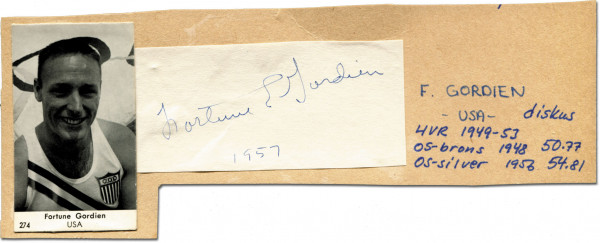 Fortune Gordien
USA
274
Fortune E Gordien
1957
F. GORDIEN
-USA- diskus
4VR 1949-53
OS-brons 1948 50.77
OS-silver 1956 54.81